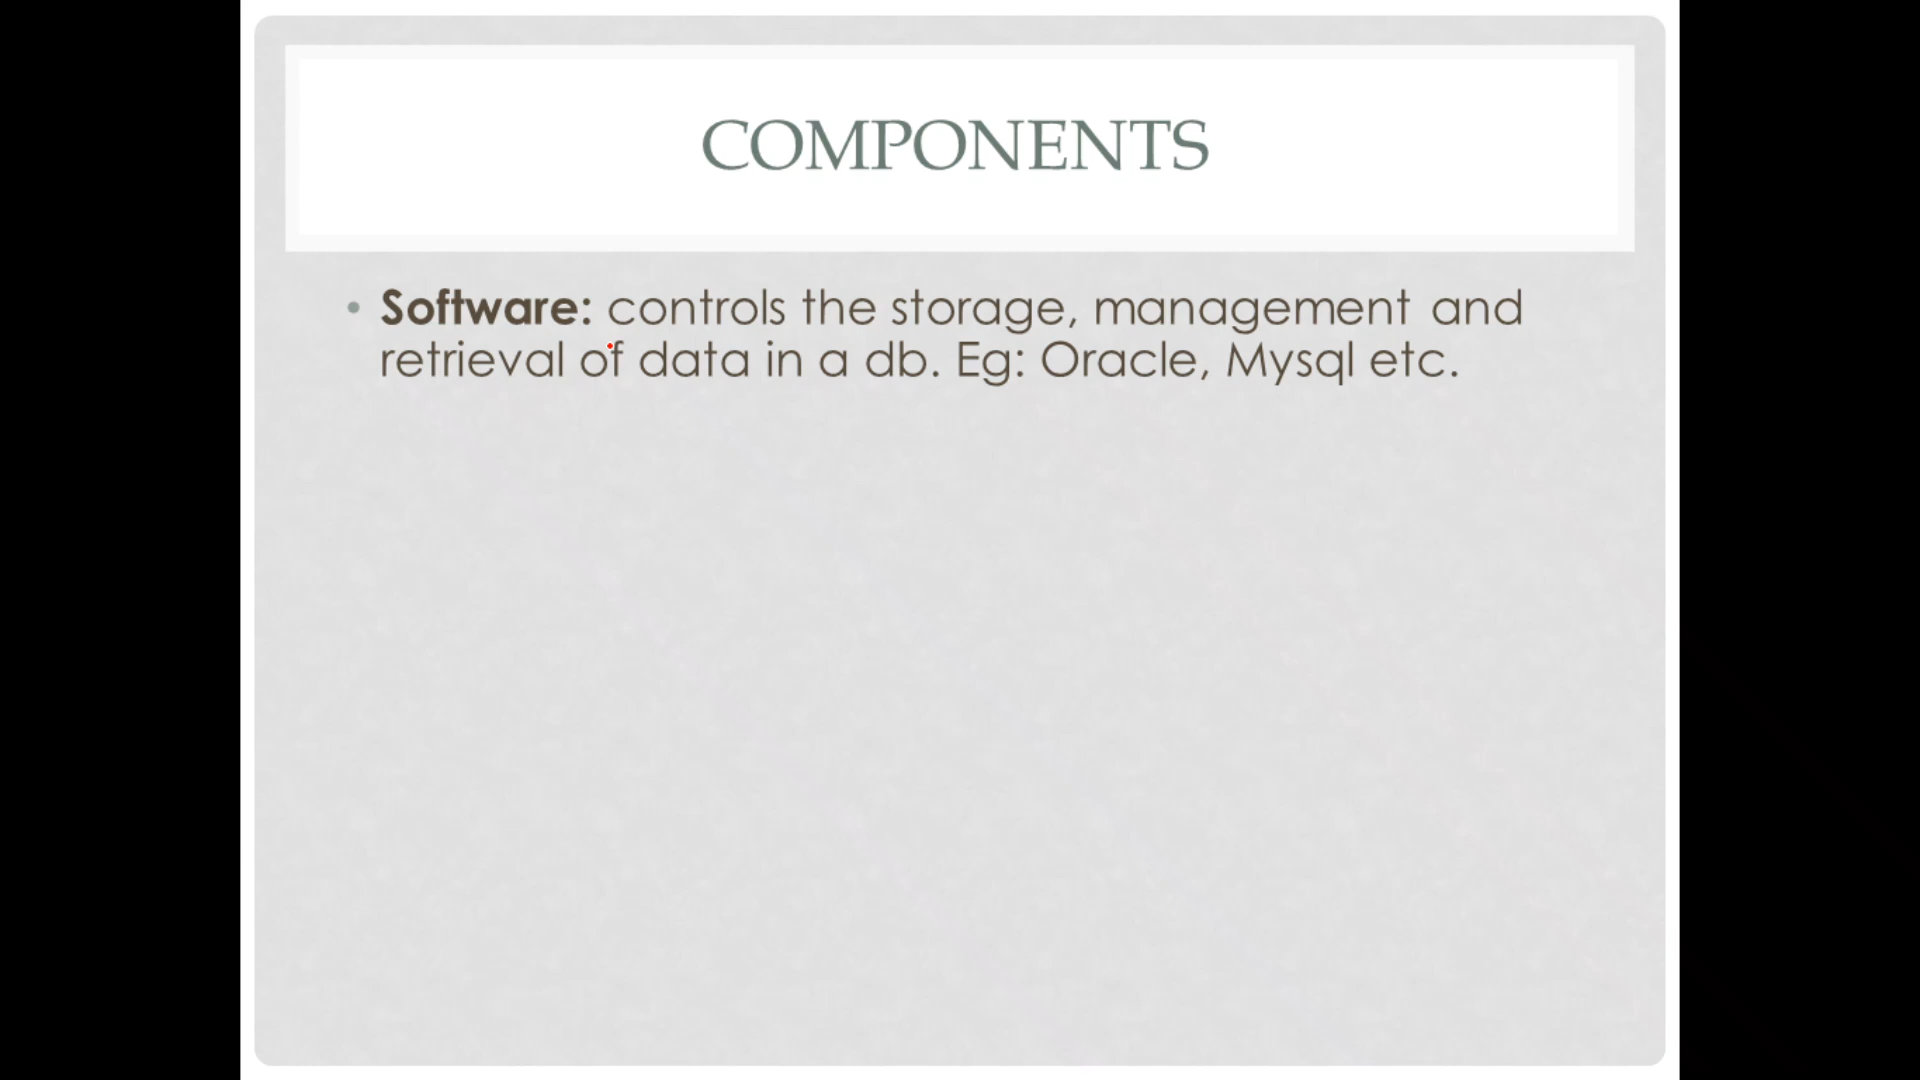 COMPONENTS
• Software: controls the storage, management and
retrieval of data in a db. Eg: Oracle, Mysql etc.